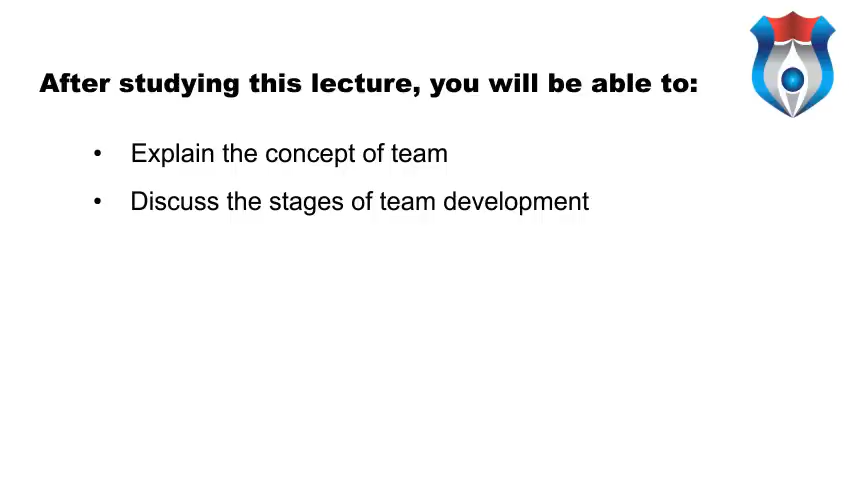 After studying this lecture, you will be able to:
• Explain the concept of team
• Discuss the stages of team development